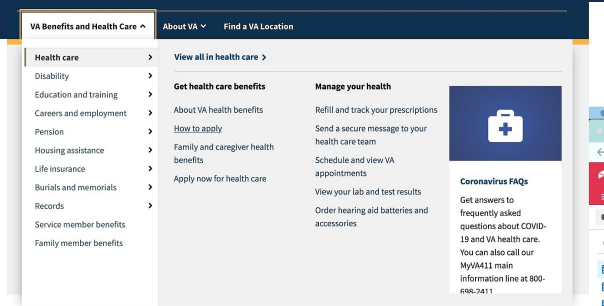 VA Benefits and Health Care
About VA
Find a VA Location
Health care
Disability
Education and training
Careers and employment
Pension
Housing assistance
Life insurance
Burials and memorials
Records
Service member benefits
Family member benefits
View all in health care
Get health care benefits
About VA health benefits
How to apply
Family and caregiver health
benefits
Apply now for health care
Manage your health
Refill and track your prescriptions
Send a secure message to your
health care team
Schedule and view VA
appointments
View your lab and test results
Order hearing aid batteries and
accessories
Coronavirus FAQs
Get answers to
frequently asked
questions about COVID-
19 and VA health care.
You can also call our
MyVA411 main
information line at 800-
698-2411